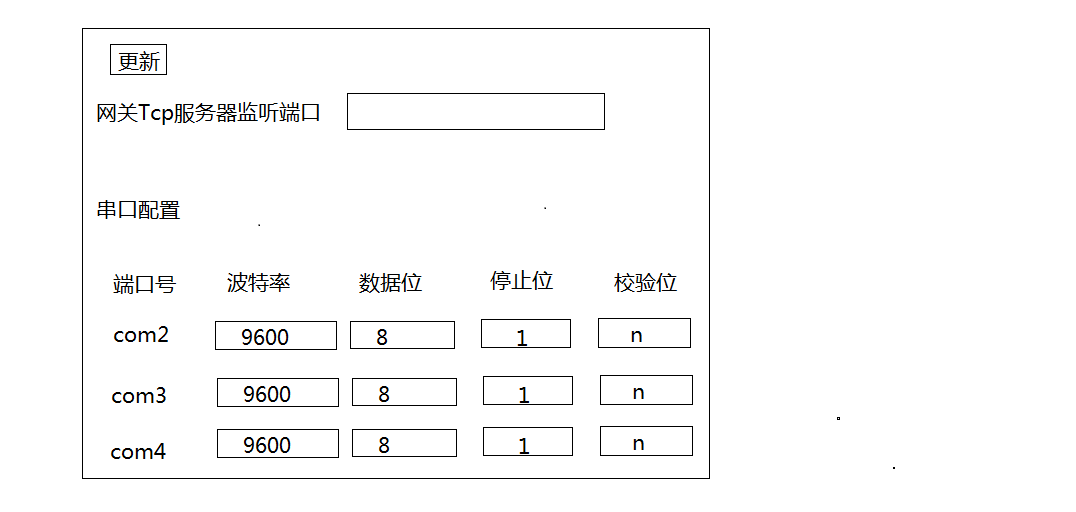 更新
网关Tcp服务器监听端口
串口配置
端口号 波特率 数据位 停止位 校验位
com2 9600 8 1 n
com3 9600 8 1 n
com4 9600 8 1 n